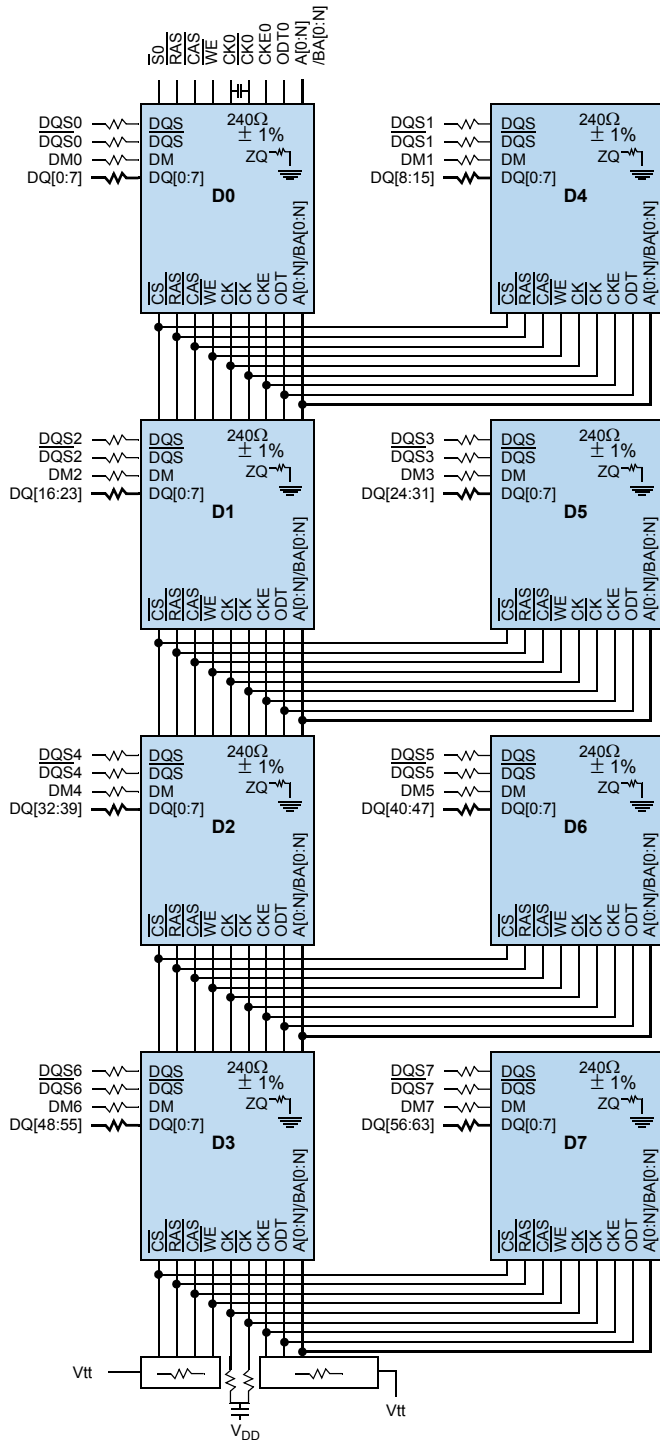 S0
RAS
CAS
WE
CK0
CK0
CKE0
ODT0
A[0:N]
/BA[0:N]
DQS0
DQS0
DM0
DQ[0:7]
DQS
DQS
DM
DQ[0:7]
240Ω
± 1%
ZQ
D0
CS
RAS
CAS
WE
CK
CK
CKE
ODT
A[0:N]/BA[0:N]
DQS1
DQS1
DM1
DQ[8:15]
DQS
DQS
DM
DQ[0:7]
240Ω
± 1%
ZQ
D4
CS
RAS
CAS
WE
CK
CK
CKE
ODT
A[0:N]/BA[0:N]
DQS2
DQS2
DM2
DQ[16:23]
DQS
DQS
DM
DQ[0:7]
240Ω
± 1%
ZQ
D1
CS
RAS
CAS
WE
CK
CK
CKE
ODT
A[0:N]/BA[0:N]
DQS3
DQS3
DM3
DQ[24:31]
DQS
DQS
DM
DQ[0:7]
240Ω
± 1%
ZQ
D5
CS
RAS
CAS
WE
CK
CK
CKE
ODT
A[0:N]/BA[0:N]
DQS4
DQS4
DM4
DQ[32:39]
DQS
DQS
DM
DQ[0:7]
240Ω
± 1%
ZQ
D2
CS
RAS
CAS
WE
CK
CK
CKE
ODT
A[0:N]/BA[0:N]
DQS5
DQS5
DM5
DQ[40:47]
DQS
DQS
DM
DQ[0:7]
240Ω
± 1%
ZQ
D6
CS
RAS
CAS
WE
CK
CK
CKE
ODT
A[0:N]/BA[0:N]
DQS6
DQS6
DM6
DQ[48:55]
DQS
DQS
DM
DQ[0:7]
240Ω
± 1%
ZQ
D3
CS
RAS
CAS
WE
CK
CK
CKE
ODT
A[0:N]/BA[0:N]
DQS7
DQS7
DM7
DQ[56:63]
DQS
DQS
DM
DQ[0:7]
240Ω
± 1%
ZQ
D7
CS
RAS
CAS
WE
CK
CK
CKE
ODT
A[0:N]/BA[0:N]
Vtt
Vtt
VDD